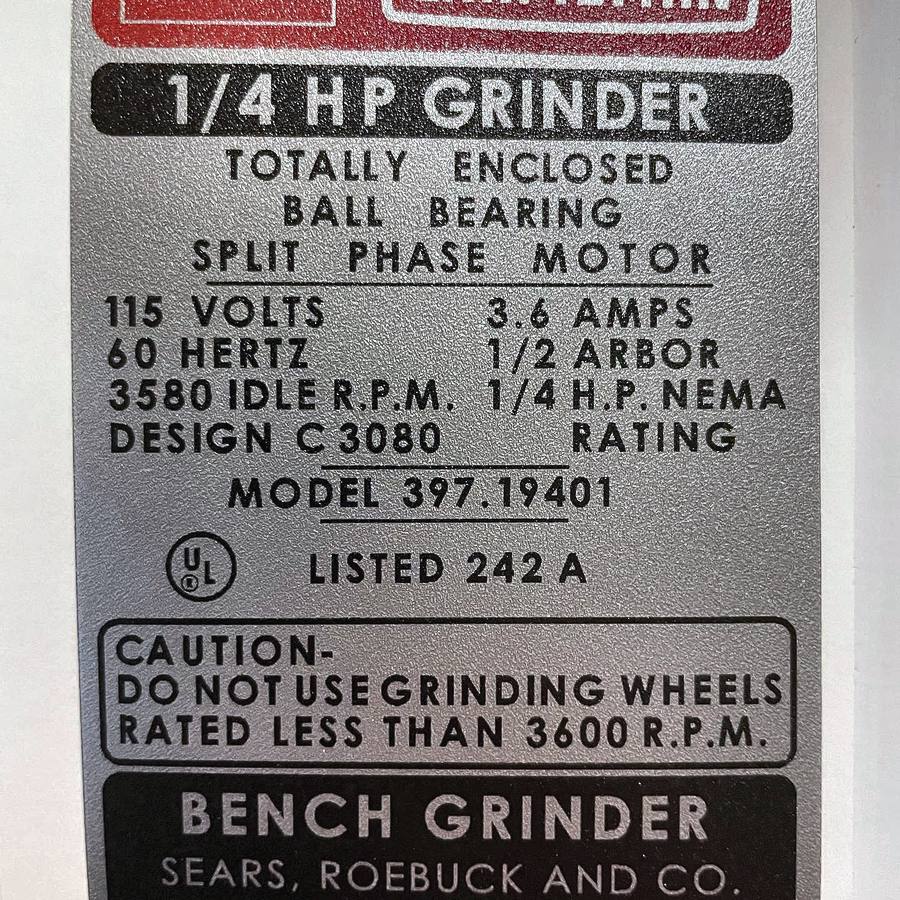 1/4 HP GRINDER
TOTALLY ENCLOSED
BALL BEARING
SPLIT PHASE MOTOR
115 VOLTS 3.6 AMPS
60 HERTZ 1/2 ARBOR
3580 IDLE R.P.M. 1/4 H.P. NEMA
DESIGN C 3080 RATING
MODEL 397.19401
UL ® LISTED 242 A
CAUTION-
DO NOT USE GRINDING WHEELS
RATED LESS THAN 3600 R.P.M.
BENCH GRINDER
SEARS, ROEBUCK AND CO.